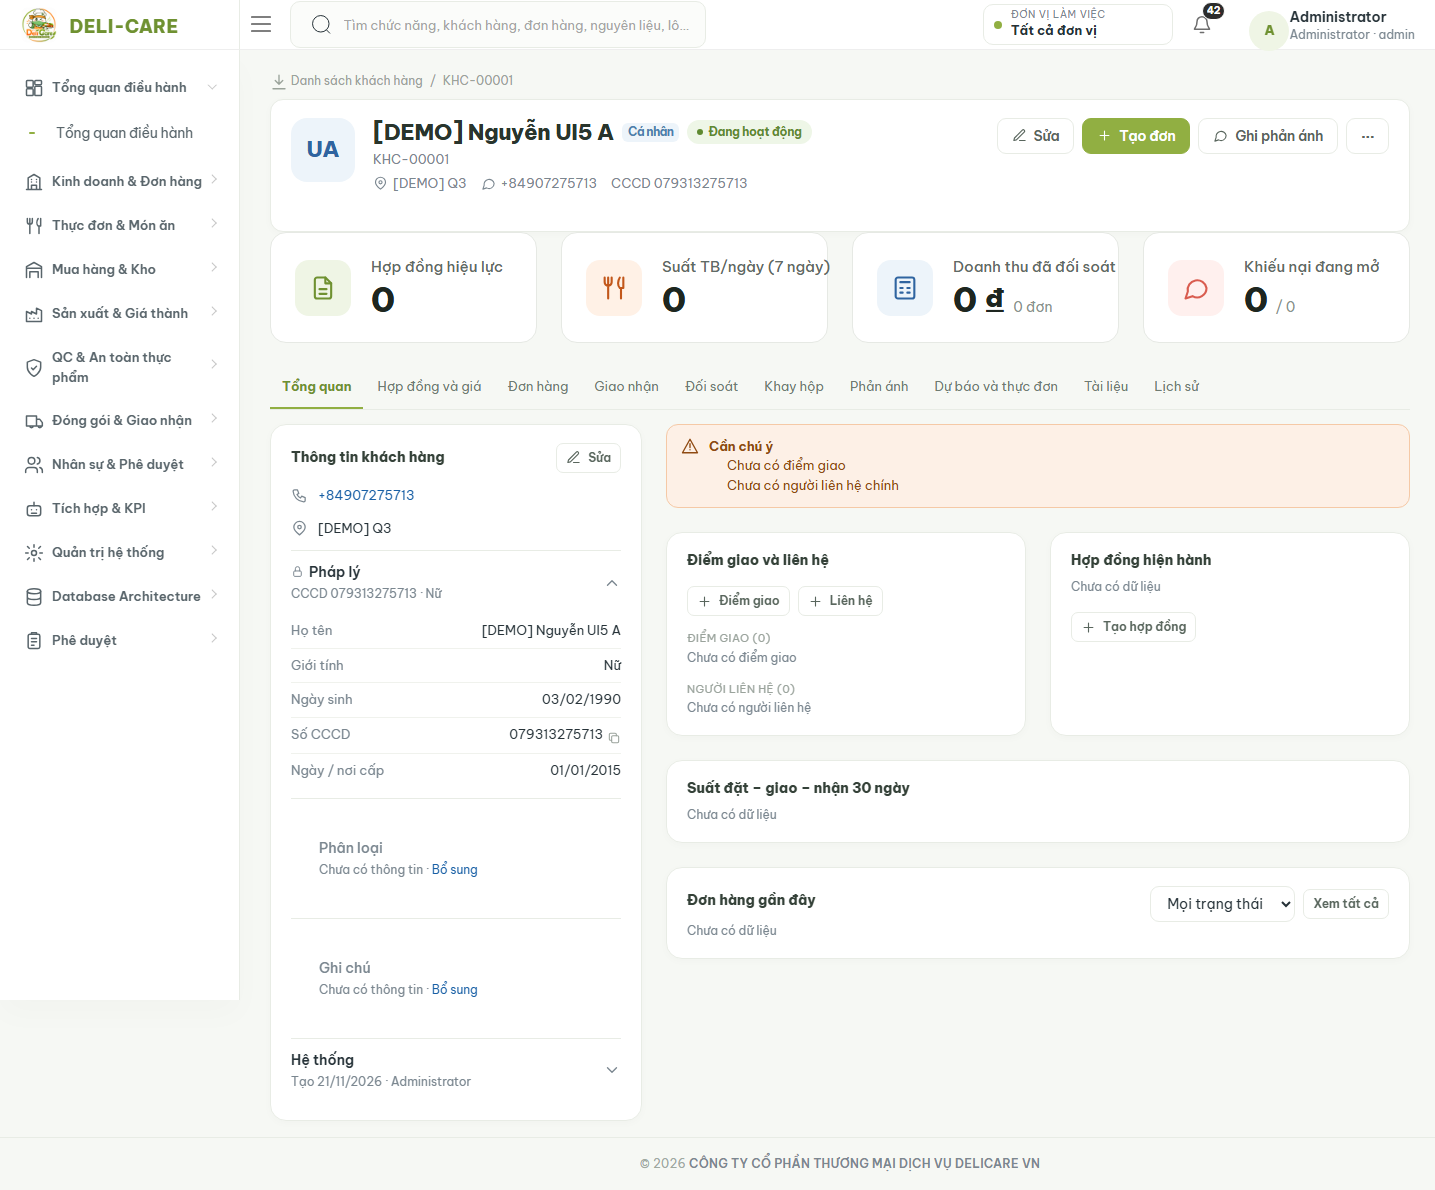 DELI-CARE
Tìm chức năng, khách hàng, đơn hàng, nguyên liệu, lô...
ĐƠN VỊ LÀM VIỆC
Tất cả đơn vị
42
A
Administrator
Administrator · admin
Tổng quan điều hành
Tổng quan điều hành
Kinh doanh & Đơn hàng
Thực đơn & Món ăn
Mua hàng & Kho
Sản xuất & Giá thành
QC & An toàn thực
phẩm
Đóng gói & Giao nhận
Nhân sự & Phê duyệt
Tích hợp & KPI
Quản trị hệ thống
Database Architecture
Phê duyệt
Danh sách khách hàng / KHC-00001
UA
[DEMO] Nguyễn UI5 A Cá nhân Đang hoạt động
KHC-00001
[DEMO] Q3 +84907275713 CCCD 079313275713
Sửa
Tạo đơn
Ghi phản ánh
...
Hợp đồng hiệu lực
0
Suất TB/ngày (7 ngày)
0
Doanh thu đã đối soát
0 đ 0 đơn
Khiếu nại đang mở
0 / 0
Tổng quan Hợp đồng và giá Đơn hàng Giao nhận Đối soát Khay hộp Phản ánh Dự báo và thực đơn Tài liệu Lịch sử
Thông tin khách hàng
Sửa
+84907275713
[DEMO] Q3
Pháp lý
CCCD 079313275713 · Nữ
Họ tên [DEMO] Nguyễn UI5 A
Giới tính Nữ
Ngày sinh 03/02/1990
Số CCCD 079313275713
Ngày / nơi cấp 01/01/2015
Phân loại
Chưa có thông tin · Bổ sung
Ghi chú
Chưa có thông tin · Bổ sung
Hệ thống
Tạo 21/11/2026 · Administrator
Cần chú ý
Chưa có điểm giao
Chưa có người liên hệ chính
Điểm giao và liên hệ
Điểm giao
Liên hệ
ĐIỂM GIAO (0)
Chưa có điểm giao
NGƯỜI LIÊN HỆ (0)
Chưa có người liên hệ
Hợp đồng hiện hành
Chưa có dữ liệu
Tạo hợp đồng
Suất đặt – giao – nhận 30 ngày
Chưa có dữ liệu
Đơn hàng gần đây
Mọi trạng thái
Xem tất cả
Chưa có dữ liệu
© 2026 CÔNG TY CỔ PHẦN THƯƠNG MẠI DỊCH VỤ DELICARE VN